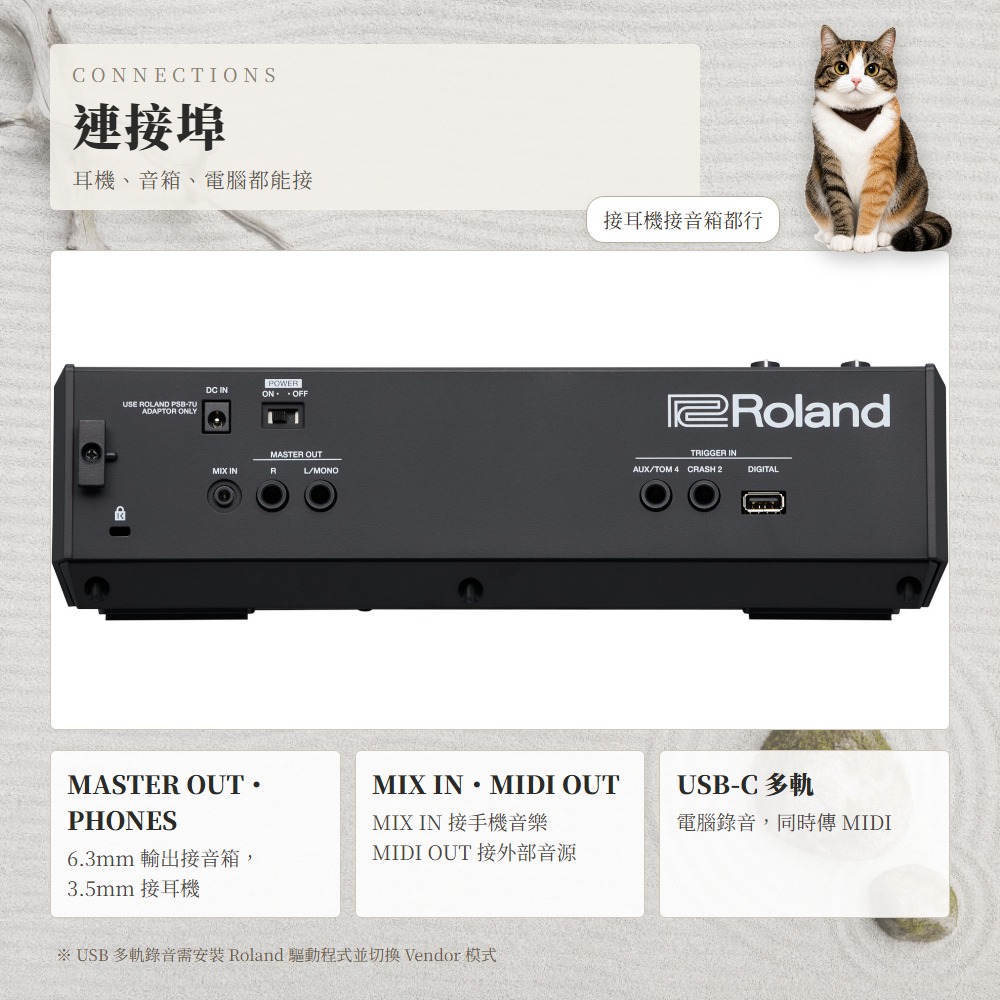 CONNECTIONS
連接埠
耳機、音箱、電腦都能接
接耳機接音箱都行
DC IN
POWER
ON・ ・OFF
USE ROLAND PSB-7U
ADAPTOR ONLY
Roland
MASTER OUT
MIX IN R L/MONO
TRIGGER IN
AUX/TOM 4 CRASH 2 DIGITAL
MASTER OUT・
PHONES
6.3mm 輸出接音箱，
3.5mm 接耳機
MIX IN・MIDI OUT
MIX IN 接手機音樂
MIDI OUT 接外部音源
USB-C 多軌
電腦錄音，同時傳 MIDI
※ USB 多軌錄音需安裝 Roland 驅動程式並切換 Vendor 模式